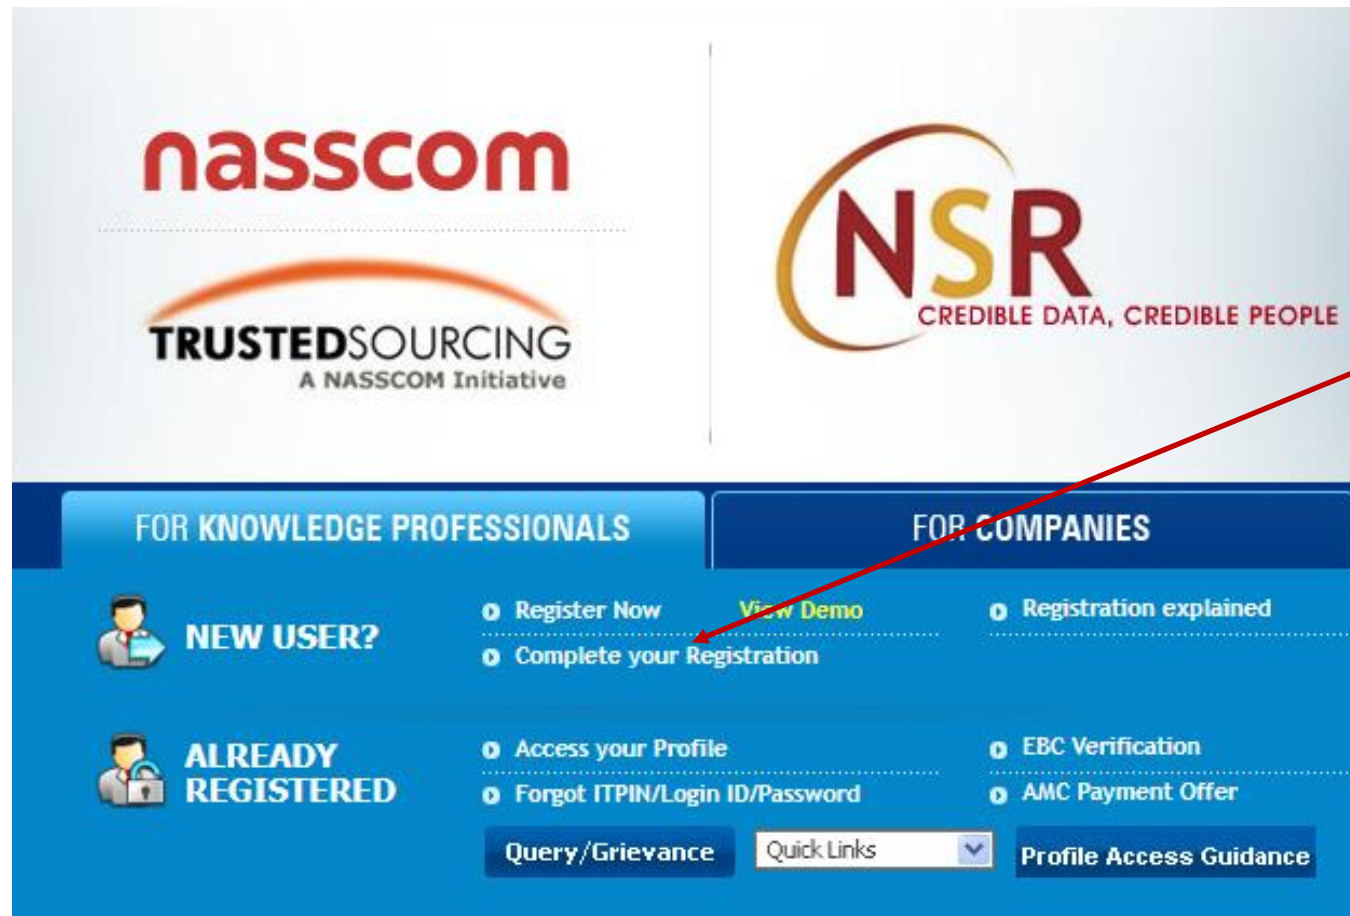 nasscom
TRUSTEDSOURCING
A NASSCOM Initiative
NSR
CREDIBLE DATA, CREDIBLE PEOPLE
FOR KNOWLEDGE PROFESSIONALS
FOR COMPANIES
NEW USER?
Register Now
View Demo
Registration explained
Complete your Registration
ALREADY
REGISTERED
Access your Profile
EBC Verification
Forgot ITPIN/Login ID/Password
AMC Payment Offer
Query/Grievance
Quick Links
Profile Access Guidance